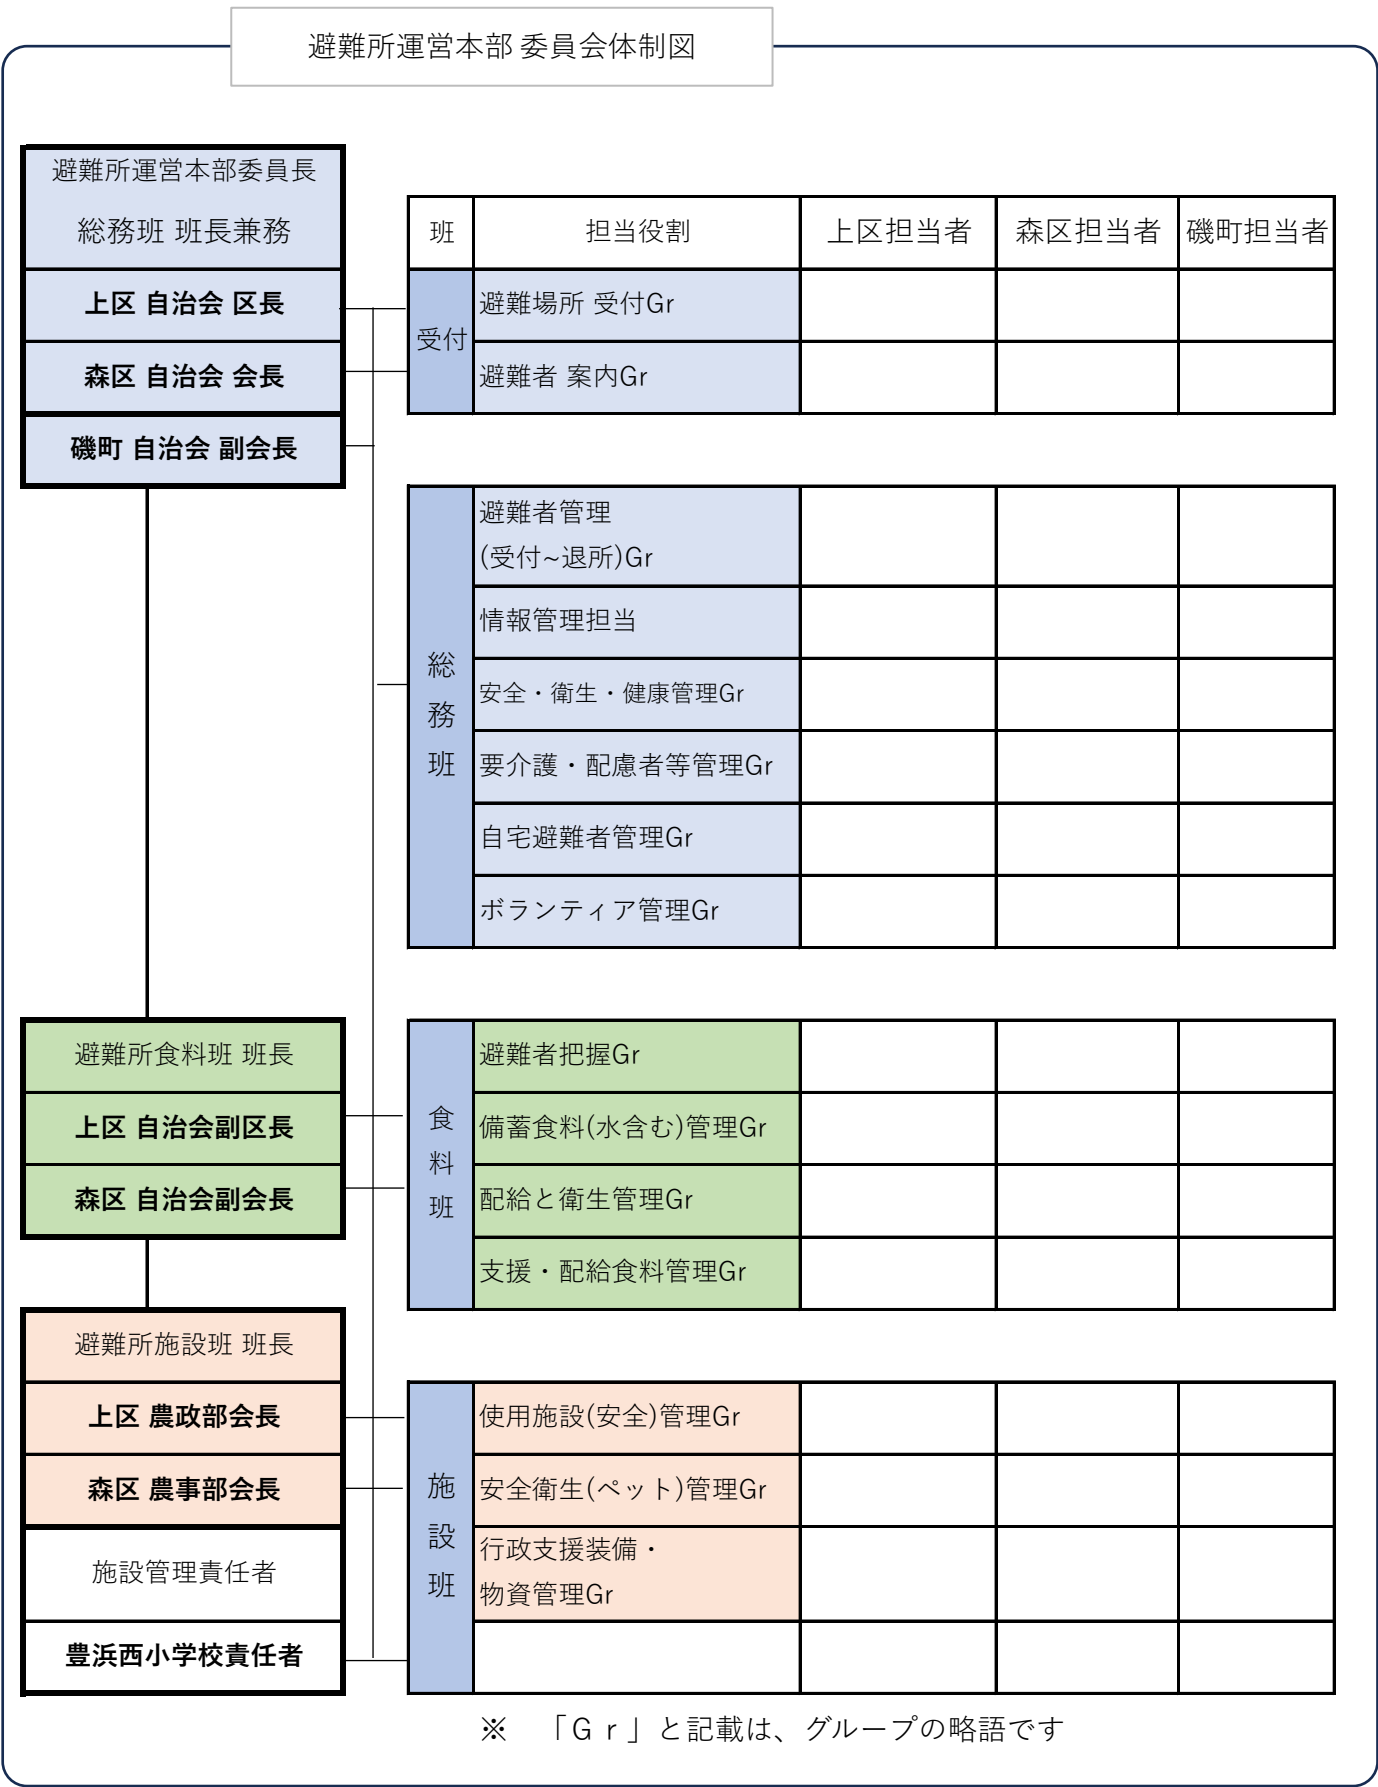 避難所運営本部 委員会体制図
避難所運営本部委員長
総務班 班長兼務
上区 自治会 区長
森区 自治会 会長
磯町 自治会 副会長
班 担当役割 上区担当者 森区担当者 磯町担当者
受付
避難場所 受付Gr
避難者 案内Gr
総務班
避難者管理
(受付~退所)Gr
情報管理担当
安全・衛生・健康管理Gr
要介護・配慮者等管理Gr
自宅避難者管理Gr
ボランティア管理Gr
避難所食料班 班長
上区 自治会副区長
森区 自治会副会長
食料班
避難者把握Gr
備蓄食料(水含む)管理Gr
配給と衛生管理Gr
支援・配給食料管理Gr
避難所施設班 班長
上区 農政部会長
森区 農事部会長
施設管理責任者
豊浜西小学校責任者
施設班
使用施設(安全)管理Gr
安全衛生(ペット)管理Gr
行政支援装備・
物資管理Gr
※ 「Ｇｒ」と記載は、グループの略語です